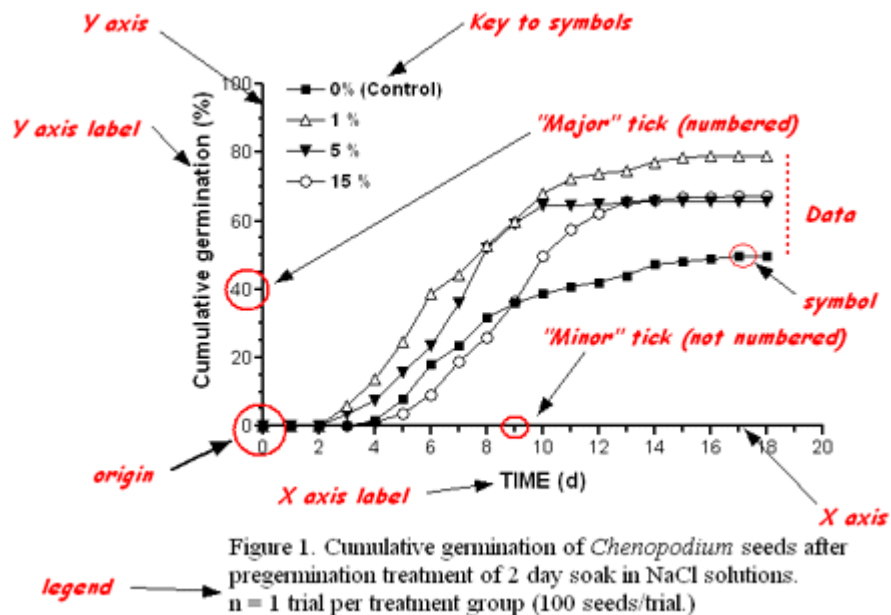 Y axis
Key to symbols
100
0% (Control)
1 %
5 %
15 %
Y axis label
Cumulative germination (%)
"Major" tick (numbered)
80
60
40
20
0
Data
symbol
"Minor" tick (not numbered)
0 2 4 6 8 10 12 14 16 18 20
origin
X axis label
TIME (d)
X axis
Figure 1. Cumulative germination of Chenopodium seeds after
pregermination treatment of 2 day soak in NaCl solutions.
n = 1 trial per treatment group (100 seeds/trial.)
legend